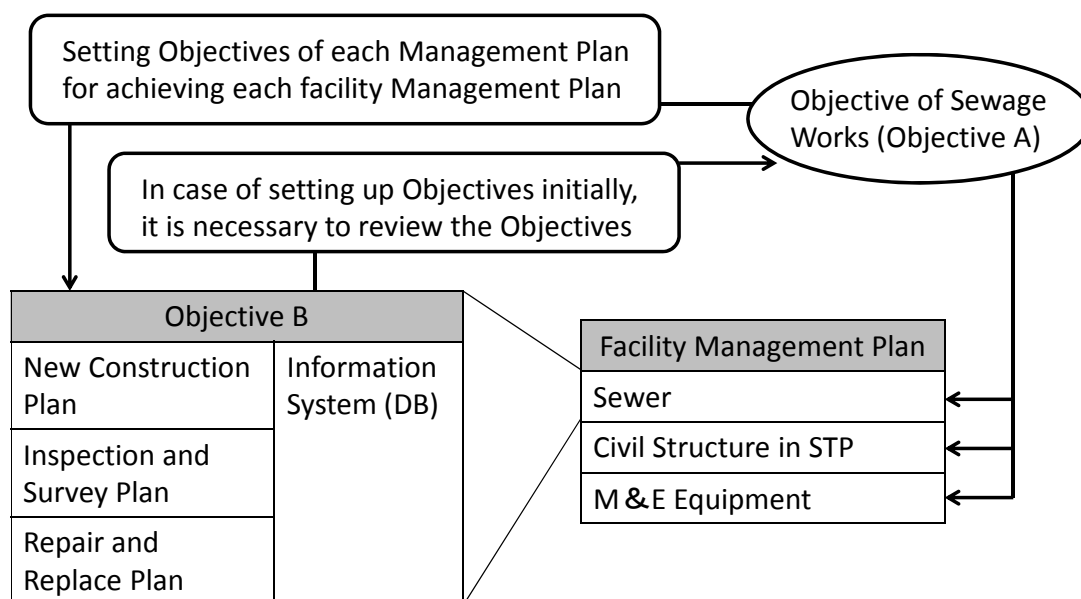 Setting Objectives of each Management Plan
for achieving each facility Management Plan
Objective of Sewage
Works (Objective A)
In case of setting up Objectives initially,
it is necessary to review the Objectives
Objective B
New Construction
Plan
Information
System (DB)
Inspection and
Survey Plan
Repair and
Replace Plan
Facility Management Plan
Sewer
Civil Structure in STP
M &E Equipment